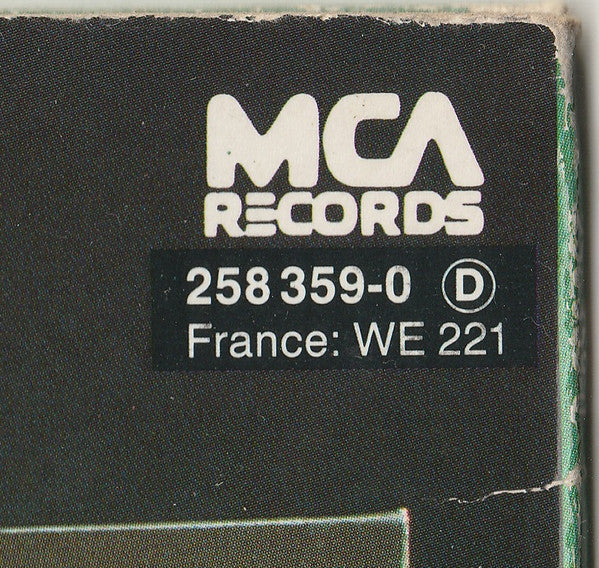 MCA
RECORDS
258 359-0 Ⓓ
France: WE 221